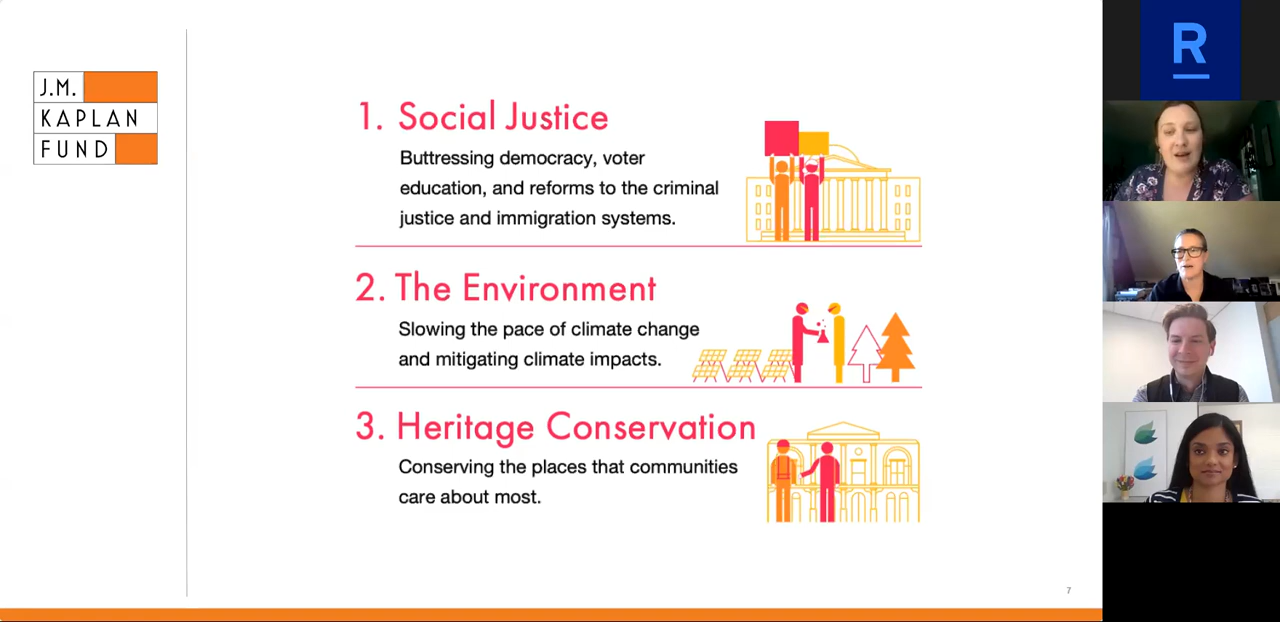 J.M.
KAPLAN
FUND
1. Social Justice
Buttressing democracy, voter
education, and reforms to the criminal
justice and immigration systems.
2. The Environment
Slowing the pace of climate change
and mitigating climate impacts.
3. Heritage Conservation
Conserving the places that communities
care about most.
7
R